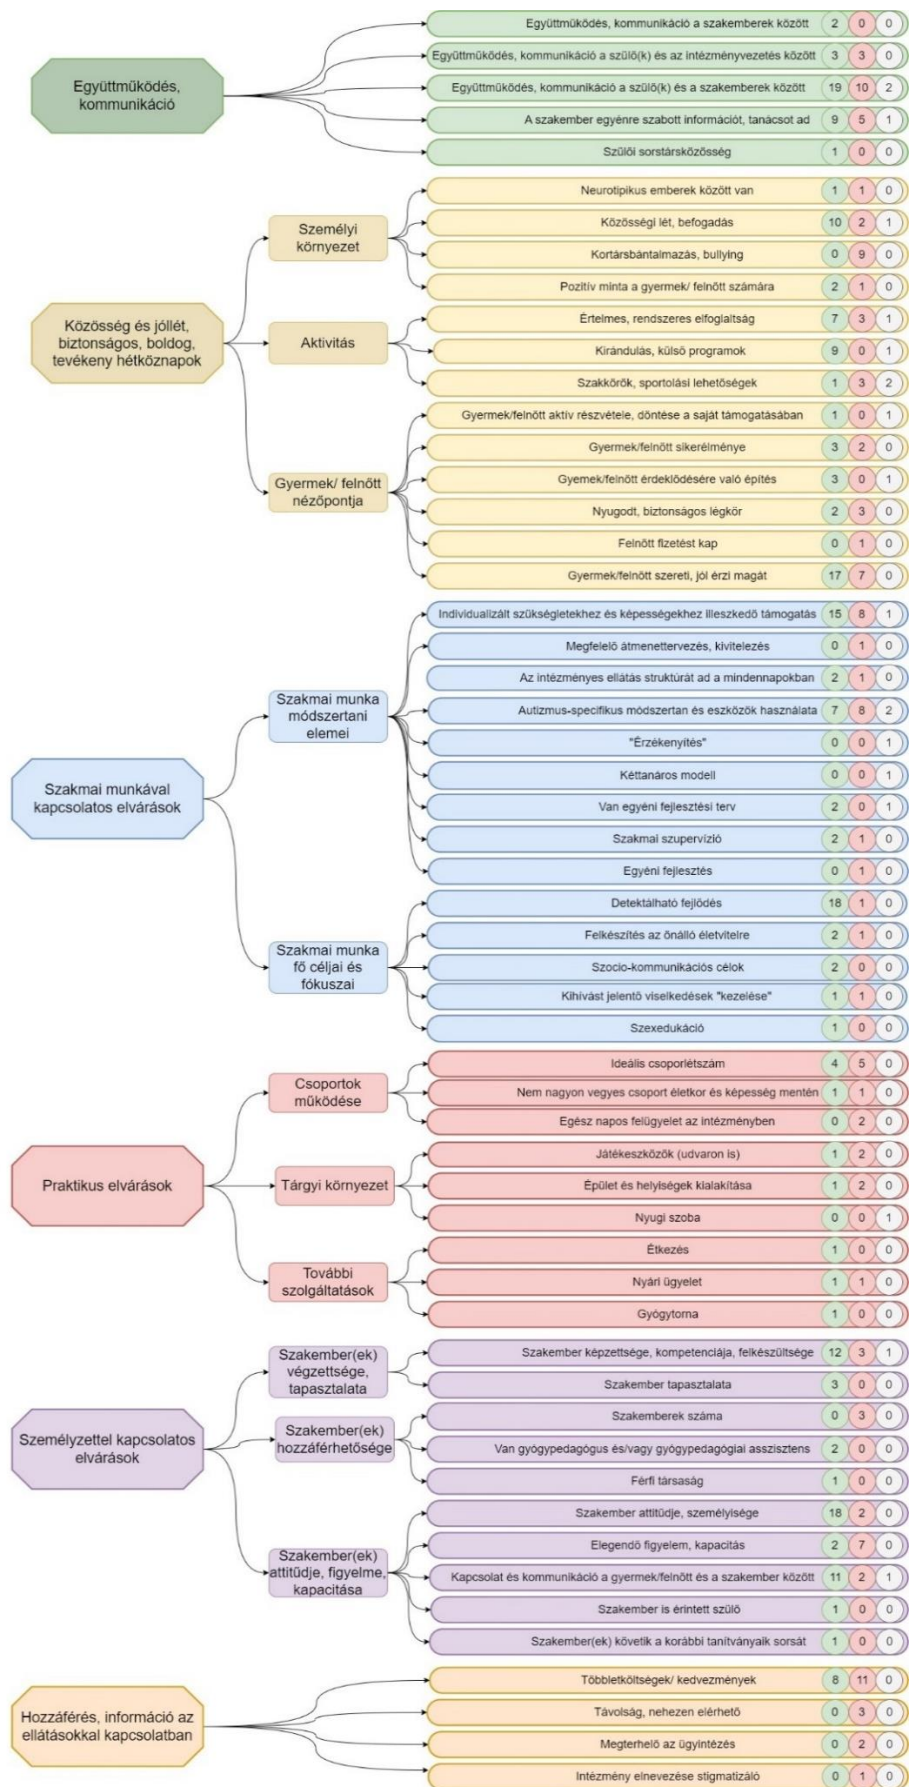 Együttműködés,
kommunikáció
Együttműködés, kommunikáció a szakemberek között 2 0 0
Együttműködés, kommunikáció a szülő(k) és az intézményvezetés között 3 3 0
Együttműködés, kommunikáció a szülő(k) és a szakemberek között 19 10 2
A szakember egyénre szabott információt, tanácsot ad 9 5 1
Szülői sorstársközösség 1 0 0
Közösség és jóllét,
biztonságos, boldog,
tevékeny hétköznapok
Személyi
környezet
Neurotipikus emberek között van 1 1 0
Közösségi lét, befogadás 10 2 1
Kortársbántalmazás, bullying 0 9 0
Pozitív minta a gyermek/ felnőtt számára 2 1 0
Aktivitás
Értelmes, rendszeres elfoglaltság 7 3 1
Kirándulás, külső programok 9 0 1
Szakkörök, sportolási lehetőségek 1 3 2
Gyermek/ felnőtt
nézőpontja
Gyermek/felnőtt aktív részvétele, döntése a saját támogatásában 1 0 1
Gyermek/felnőtt sikerélménye 3 2 0
Gyemek/felnőtt érdeklődésére való építés 3 0 1
Nyugodt, biztonságos légkör 2 3 0
Felnőtt fizetést kap 0 1 0
Gyermek/felnőtt szereti, jól érzi magát 17 7 0
Szakmai munkával
kapcsolatos elvárások
Szakmai munka
módszertani
elemei
Individualizált szükségletekhez és képességekhez illeszkedő támogatás 15 8 1
Megfelelő átmenettervezés, kivitelezés 0 1 0
Az intézményes ellátás struktúrát ad a mindennapokban 2 1 0
Autizmus-specifikus módszertan és eszközök használata 7 8 2
"Érzékenyítés" 0 0 1
Kéttanáros modell 0 0 1
Van egyéni fejlesztési terv 2 0 1
Szakmai szupervízió 2 1 0
Egyéni fejlesztés 0 1 0
Szakmai munka
fő céljai és
fókuszai
Detektálható fejlődés 18 1 0
Felkészítés az önálló életvitelre 2 1 0
Szocio-kommunikációs célok 2 0 0
Kihívást jelentő viselkedések "kezelése" 1 1 0
Szexedukáció 1 0 0
Praktikus elvárások
Csoportok
működése
Ideális csoporlétszám 4 5 0
Nem nagyon vegyes csoport életkor és képesség mentén 1 1 0
Egész napos felügyelet az intézményben 0 2 0
Tárgyi környezet
Játékeszközök (udvaron is) 1 2 0
Épület és helyiségek kialakítása 1 2 0
Nyugi szoba 0 0 1
További
szolgáltatások
Étkezés 1 0 0
Nyári ügyelet 1 1 0
Gyógytorna 1 0 0
Személyzettel kapcsolatos
elvárások
Szakember(ek)
végzettsége,
tapasztalata
Szakember képzettsége, kompetenciája, felkészültsége 12 3 1
Szakember tapasztalata 3 0 0
Szakember(ek)
hozzáférhetősége
Szakemberek száma 0 3 0
Van gyógypedagógus és/vagy gyógypedagógiai asszisztens 2 0 0
Férfi társaság 1 0 0
Szakember(ek)
attitűdje, figyelme,
kapacitása
Szakember attitűdje, személyisége 18 2 0
Elegendő figyelem, kapacitás 2 7 0
Kapcsolat és kommunikáció a gyermek/felnőtt és a szakember között 11 2 1
Szakember is érintett szülő 1 0 0
Szakember(ek) követik a korábbi tanítványaik sorsát 1 0 0
Hozzáférés, információ az
ellátásokkal kapcsolatban
Többletköltségek/ kedvezmények 8 11 0
Távolság, nehezen elérhető 0 3 0
Megterhelő az ügyintézés 0 2 0
Intézmény elnevezése stigmatizáló 0 1 0